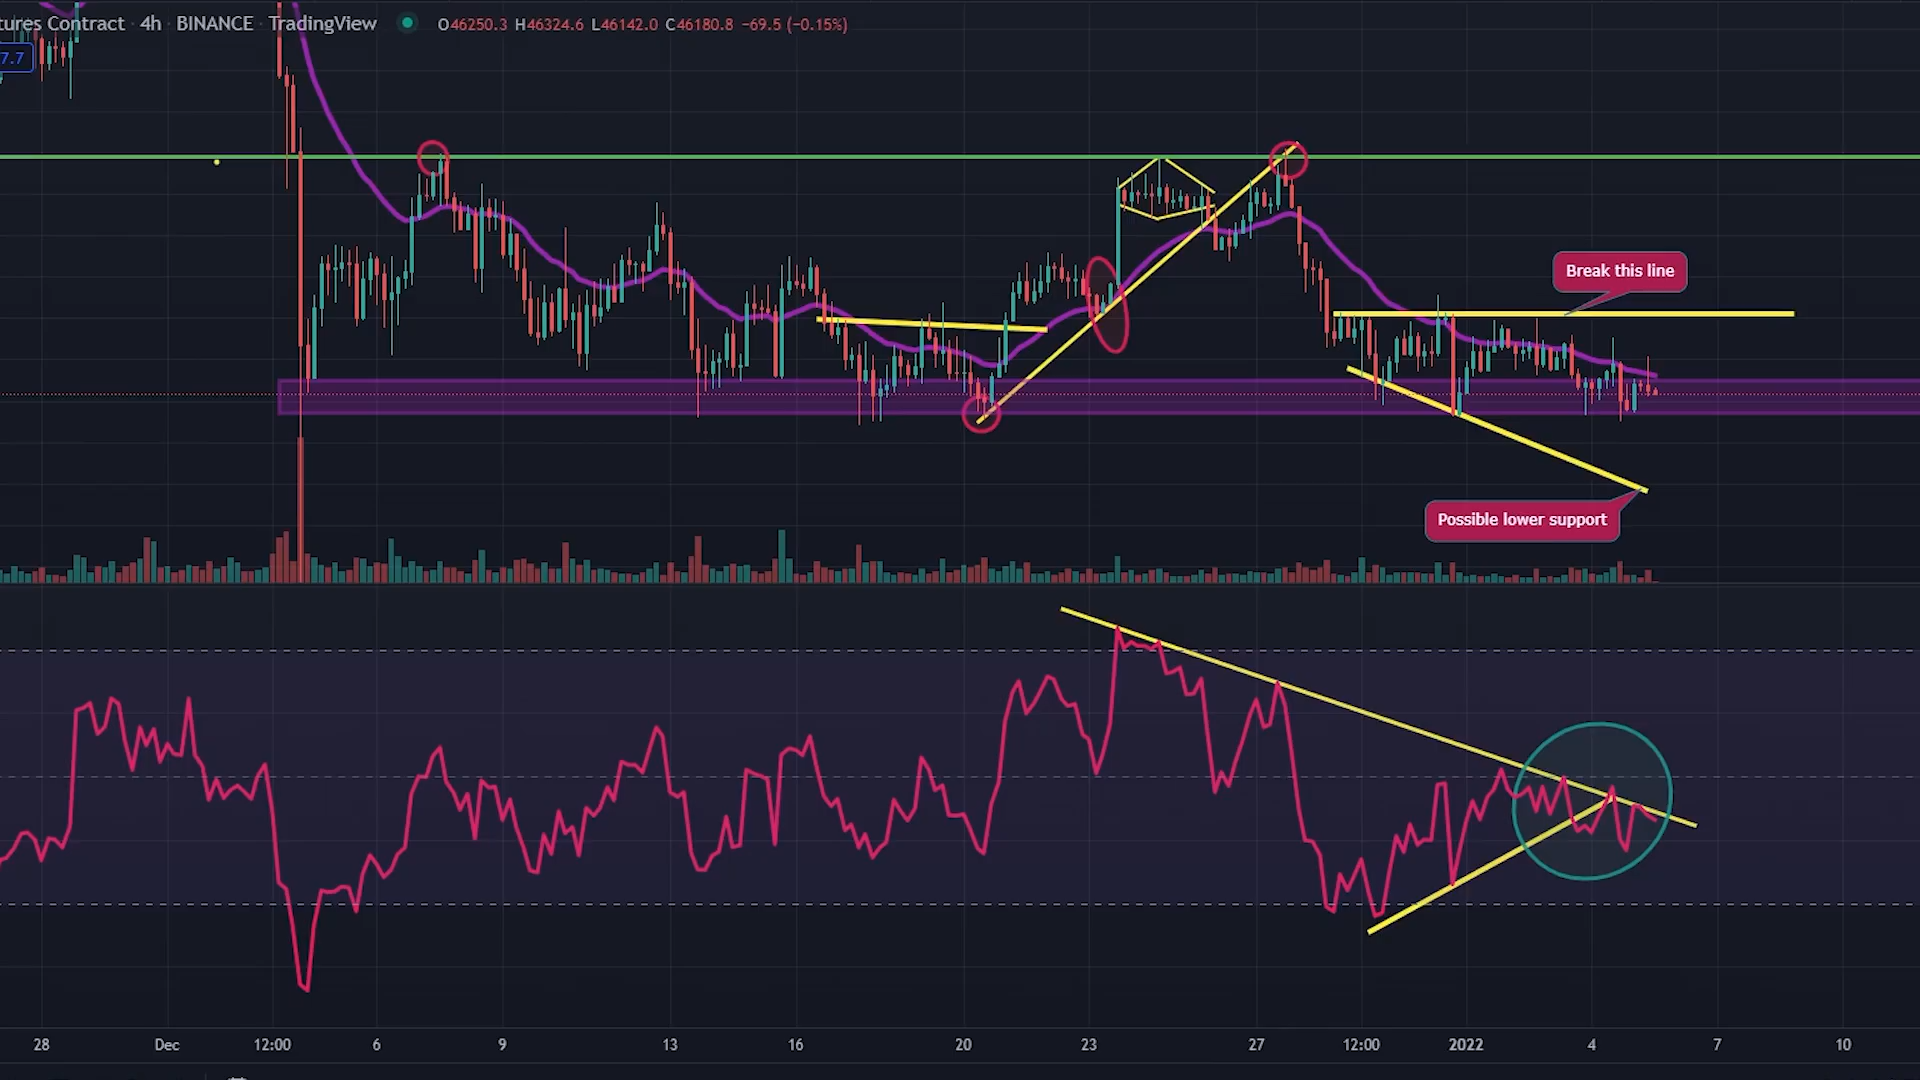 tures Contract · 4h · BINANCE · TradingView O46250.3 H46324.6 L46142.0 C46180.8 −69.5 (−0.15%)
7.7
Break this line
Possible lower support
28 Dec 12:00 6 9 13 16 20 23 27 12:00 2022 4 7 10